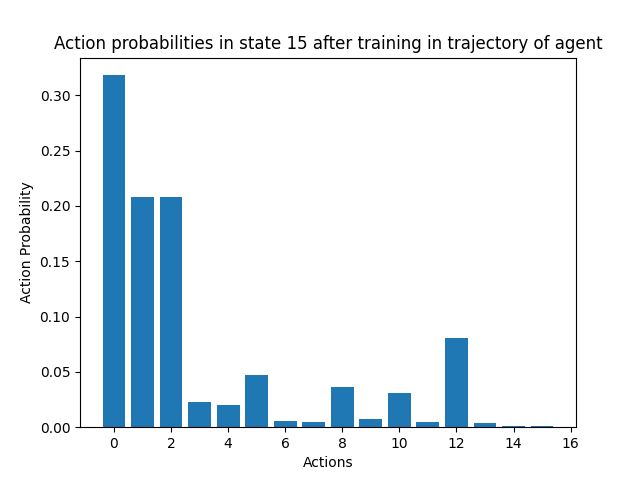 Action probabilities in state 15 after training in trajectory of agent
0.30
0.25
0.20
0.15
0.10
0.05
0.00
Action Probability
0 2 4 6 8 10 12 14 16
Actions